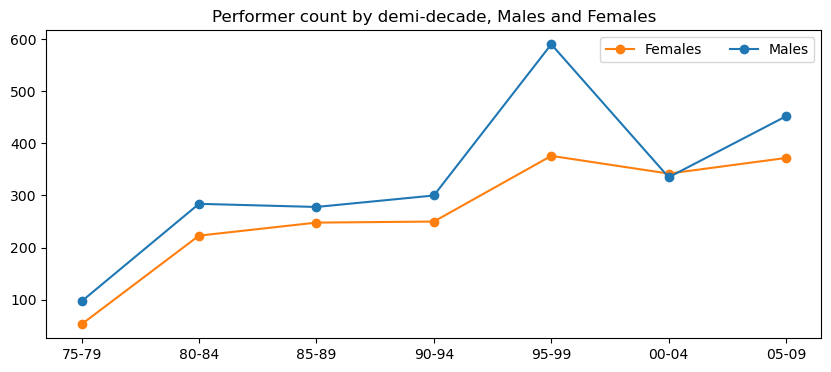 Performer count by demi-decade, Males and Females
Females Males
600
500
400
300
200
100
75-79 80-84 85-89 90-94 95-99 00-04 05-09